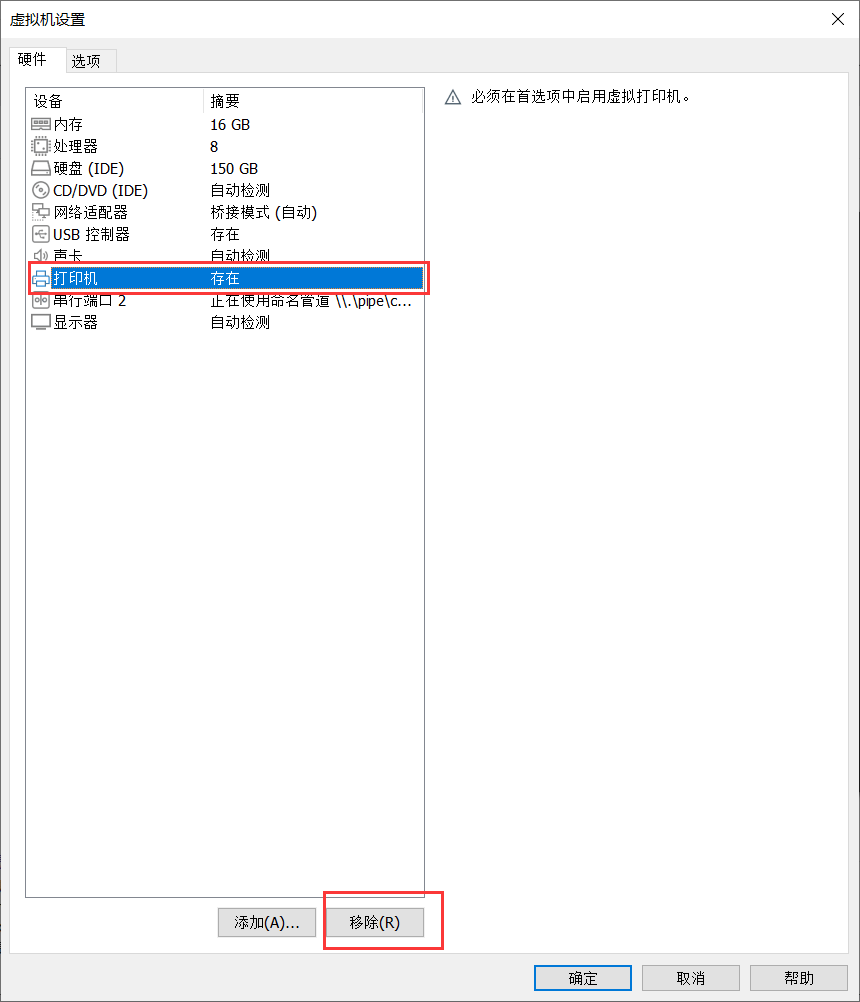 虚拟机设置
硬件 选项
设备 摘要
内存 16 GB
处理器 8
硬盘 (IDE) 150 GB
CD/DVD (IDE) 自动检测
网络适配器 桥接模式 (自动)
USB 控制器 存在
声卡 自动检测
打印机 存在
串行端口 2 正在使用命名管道 \\.\pipe\c...
显示器 自动检测
必须在首选项中启用虚拟打印机。
添加(A)... 移除(R)
确定 取消 帮助